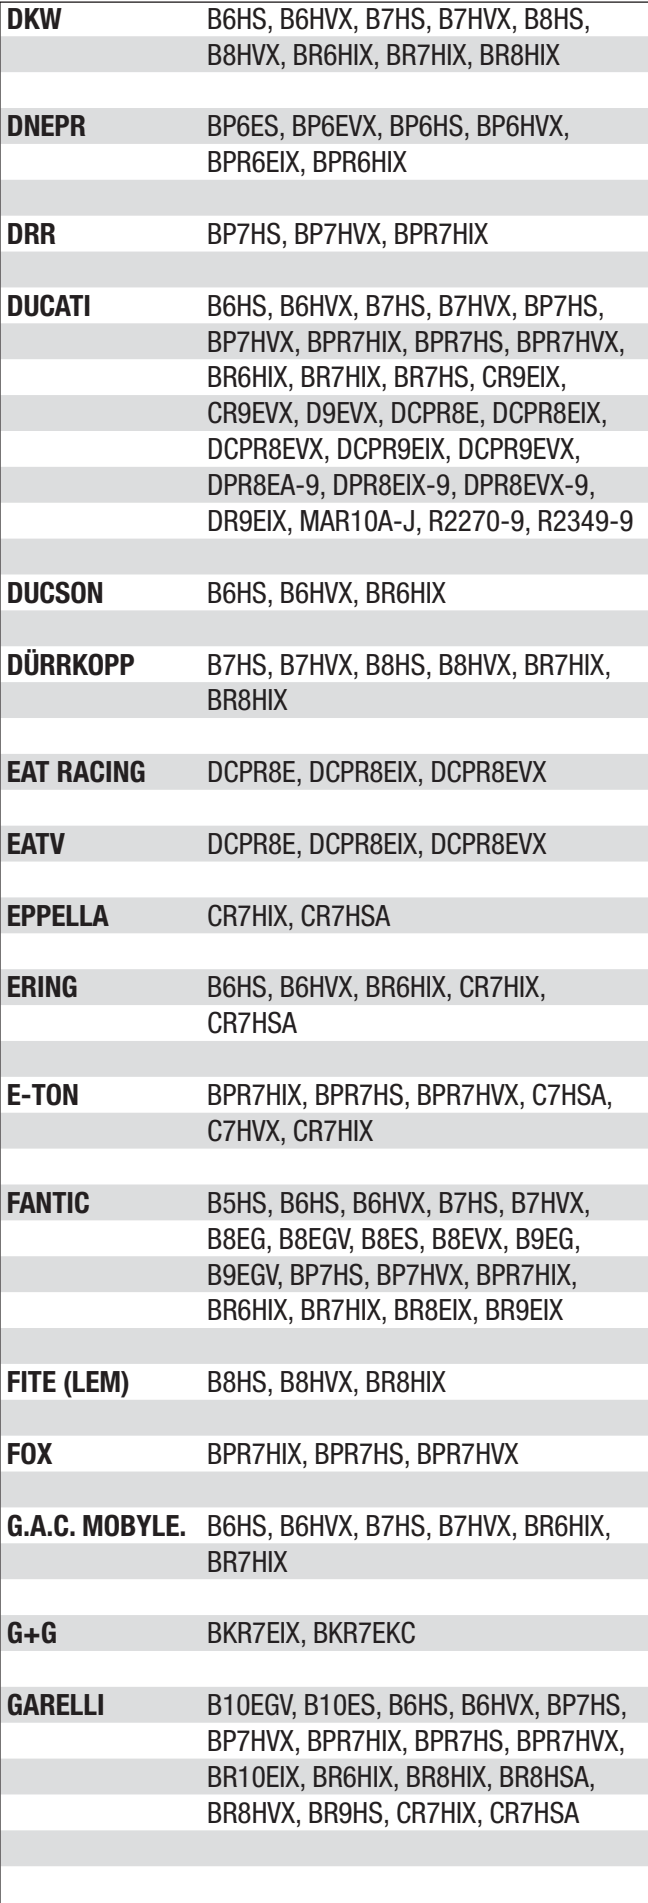 DKW B6HS, B6HVX, B7HS, B7HVX, B8HS,
B8HVX, BR6HIX, BR7HIX, BR8HIX
DNEPR BP6ES, BP6EVX, BP6HS, BP6HVX,
BPR6EIX, BPR6HIX
DRR BP7HS, BP7HVX, BPR7HIX
DUCATI B6HS, B6HVX, B7HS, B7HVX, BP7HS,
BP7HVX, BPR7HIX, BPR7HS, BPR7HVX,
BR6HIX, BR7HIX, BR7HS, CR9EIX,
CR9EVX, D9EVX, DCPR8E, DCPR8EIX,
DCPR8EVX, DCPR9EIX, DCPR9EVX,
DPR8EA-9, DPR8EIX-9, DPR8EVX-9,
DR9EIX, MAR10A-J, R2270-9, R2349-9
DUCSON B6HS, B6HVX, BR6HIX
DÜRRKOPP B7HS, B7HVX, B8HS, B8HVX, BR7HIX,
BR8HIX
EAT RACING DCPR8E, DCPR8EIX, DCPR8EVX
EATV DCPR8E, DCPR8EIX, DCPR8EVX
EPPELLA CR7HIX, CR7HSA
ERING B6HS, B6HVX, BR6HIX, CR7HIX,
CR7HSA
E-TON BPR7HIX, BPR7HS, BPR7HVX, C7HSA,
C7HVX, CR7HIX
FANTIC B5HS, B6HS, B6HVX, B7HS, B7HVX,
B8EG, B8EGV, B8ES, B8EVX, B9EG,
B9EGV, BP7HS, BP7HVX, BPR7HIX,
BR6HIX, BR7HIX, BR8EIX, BR9EIX
FITE (LEM) B8HS, B8HVX, BR8HIX
FOX BPR7HIX, BPR7HS, BPR7HVX
G.A.C. MOBYLE. B6HS, B6HVX, B7HS, B7HVX, BR6HIX,
BR7HIX
G+G BKR7EIX, BKR7EKC
GARELLI B10EGV, B10ES, B6HS, B6HVX, BP7HS,
BP7HVX, BPR7HIX, BPR7HS, BPR7HVX,
BR10EIX, BR6HIX, BR8HIX, BR8HSA,
BR8HVX, BR9HS, CR7HIX, CR7HSA